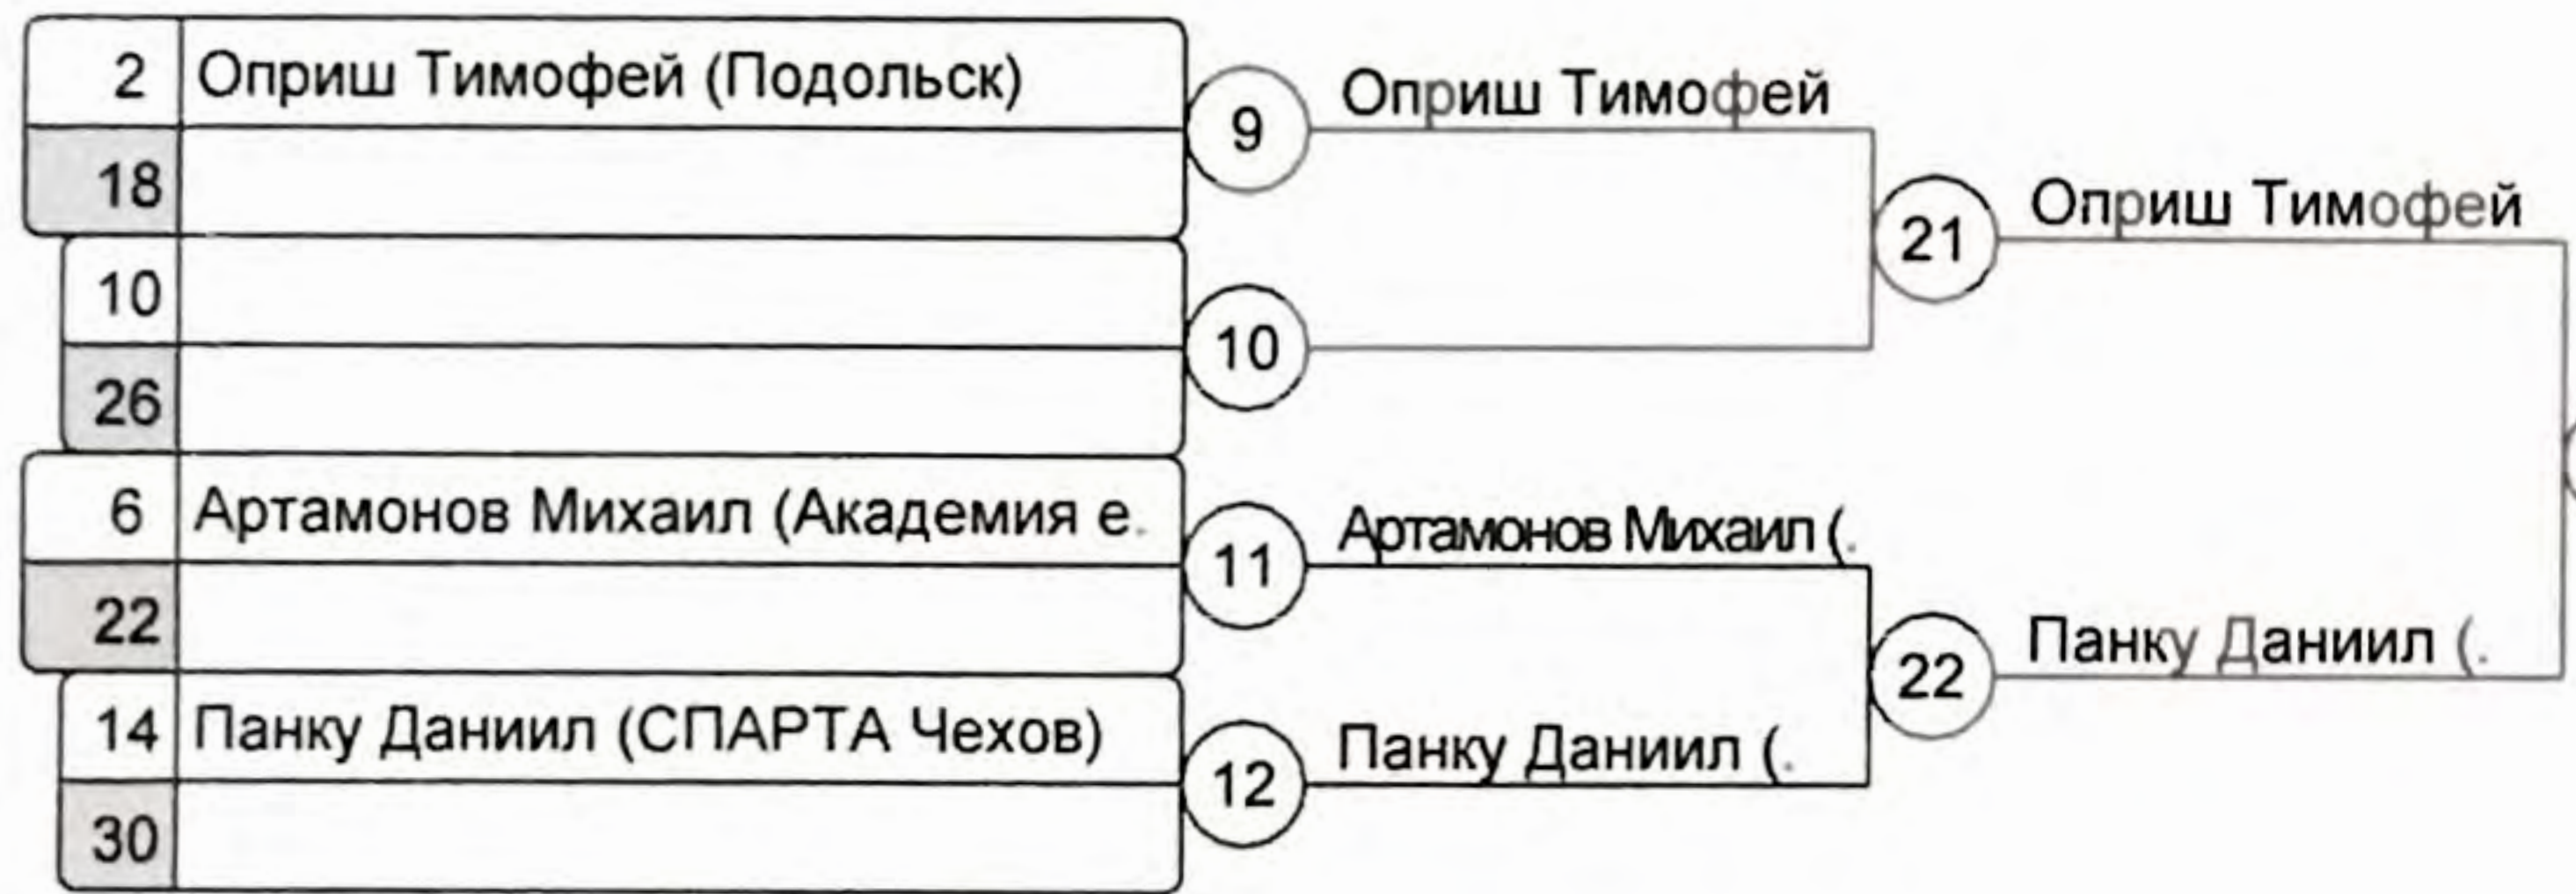 2 Оприш Тимофей (Подольск)
18
10
26
6 Артамонов Михаил (Академия е.
22
14 Панку Даниил (СПАРТА Чехов)
30
9
10
11
12
Оприш Тимофей
Артамонов Михаил (.
Панку Даниил (.
21
22
Оприш Тимофей
Панку Даниил (.